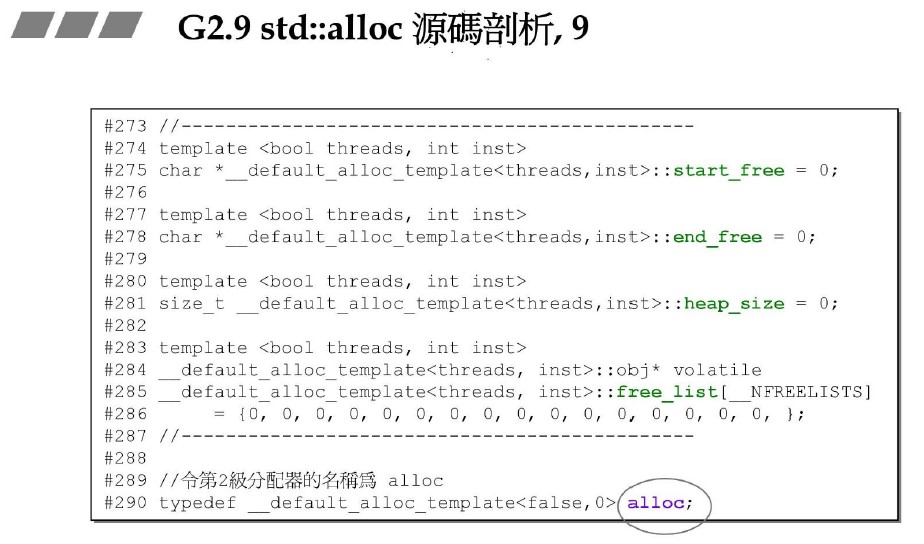 G2.9 std::alloc 源碼剖析, 9
#273 //----------------------------------------------
#274 template <bool threads, int inst>
#275 char *__default_alloc_template<threads,inst>::start_free = 0;
#276
#277 template <bool threads, int inst>
#278 char *__default_alloc_template<threads,inst>::end_free = 0;
#279
#280 template <bool threads, int inst>
#281 size_t __default_alloc_template<threads,inst>::heap_size = 0;
#282
#283 template <bool threads, int inst>
#284 __default_alloc_template<threads, inst>::obj* volatile
#285 __default_alloc_template<threads, inst>::free_list[__NFREELISTS]
#286     = {0, 0, 0, 0, 0, 0, 0, 0, 0, 0, 0, 0, 0, 0, 0, 0, };
#287 //----------------------------------------------
#288
#289 //令第2級分配器的名稱爲 alloc
#290 typedef __default_alloc_template<false,0> alloc;